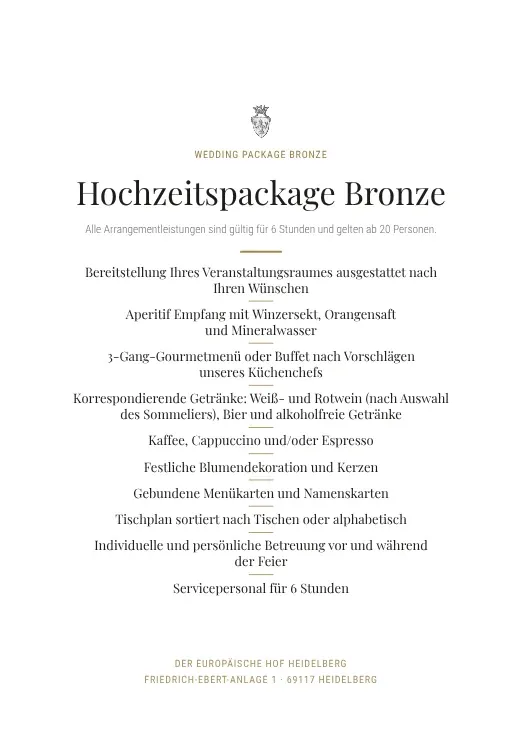 WEDDING PACKAGE BRONZE
Hochzeitspackage Bronze
Alle Arrangementleistungen sind gültig für 6 Stunden und gelten ab 20 Personen.
Bereitstellung Ihres Veranstaltungsraumes ausgestattet nach
Ihren Wünschen
Aperitif Empfang mit Winzersekt, Orangensaft
und Mineralwasser
3-Gang-Gourmetmenü oder Buffet nach Vorschlägen
unseres Küchenchefs
Korrespondierende Getränke: Weiß- und Rotwein (nach Auswahl
des Sommeliers), Bier und alkoholfreie Getränke
Kaffee, Cappuccino und/oder Espresso
Festliche Blumendekoration und Kerzen
Gebundene Menükarten und Namenskarten
Tischplan sortiert nach Tischen oder alphabetisch
Individuelle und persönliche Betreuung vor und während
der Feier
Servicepersonal für 6 Stunden
DER EUROPÄISCHE HOF HEIDELBERG
FRIEDRICH-EBERT-ANLAGE 1 · 69117 HEIDELBERG